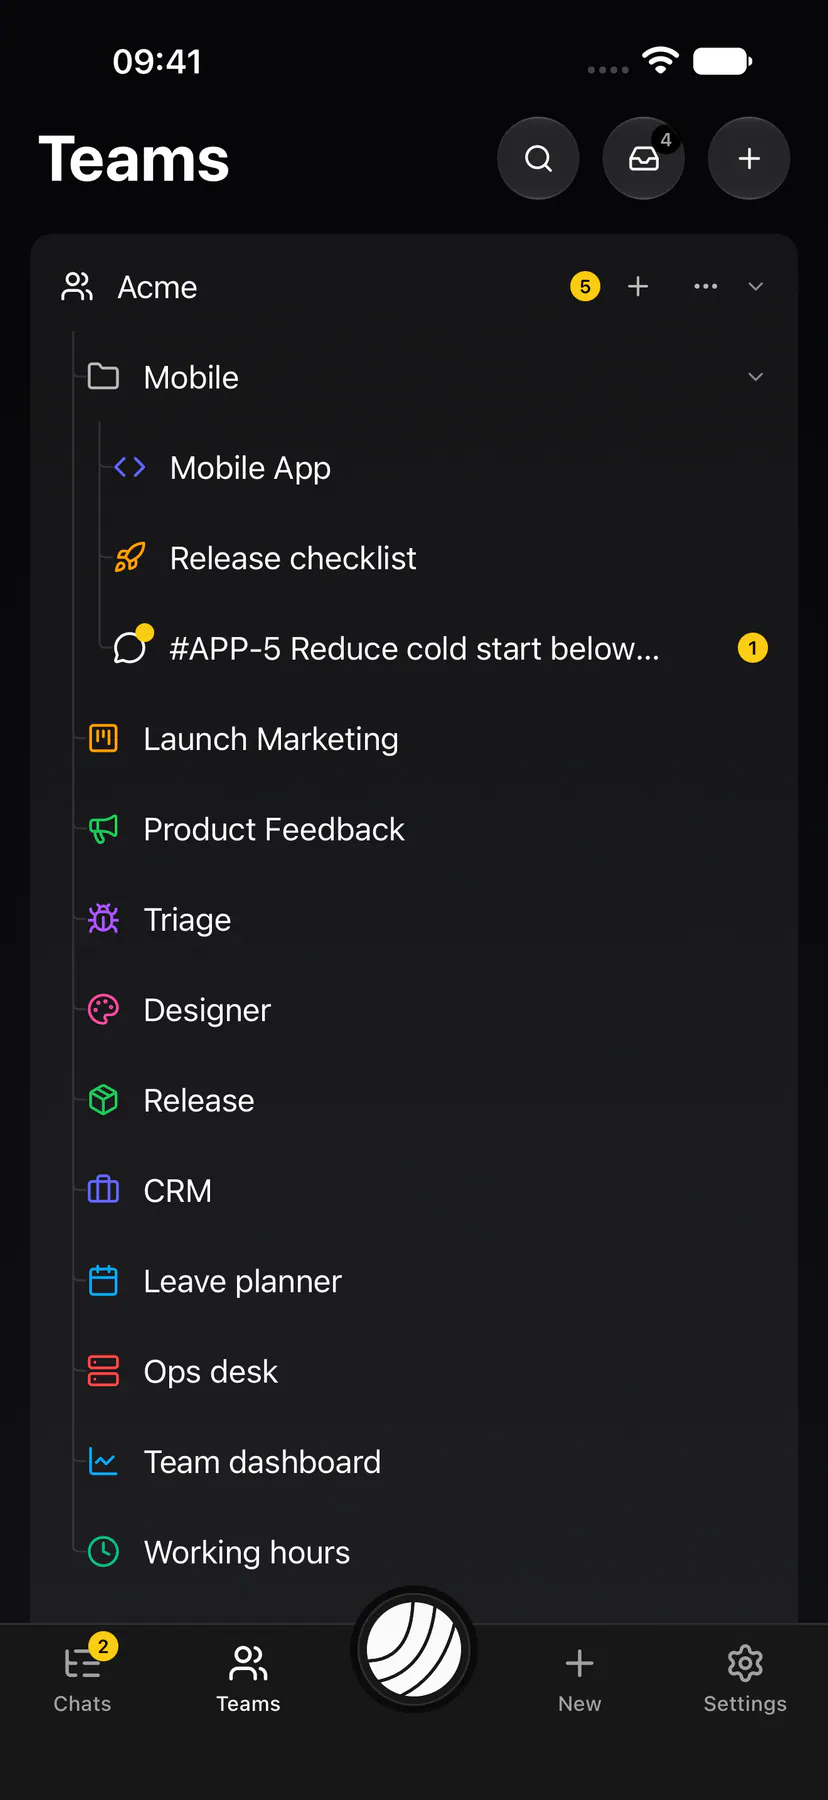 09:41
Teams
4
Acme
5
Mobile
Mobile App
Release checklist
#APP-5 Reduce cold start below...
1
Launch Marketing
Product Feedback
Triage
Designer
Release
CRM
Leave planner
Ops desk
Team dashboard
Working hours
2
Chats
Teams
New
Settings